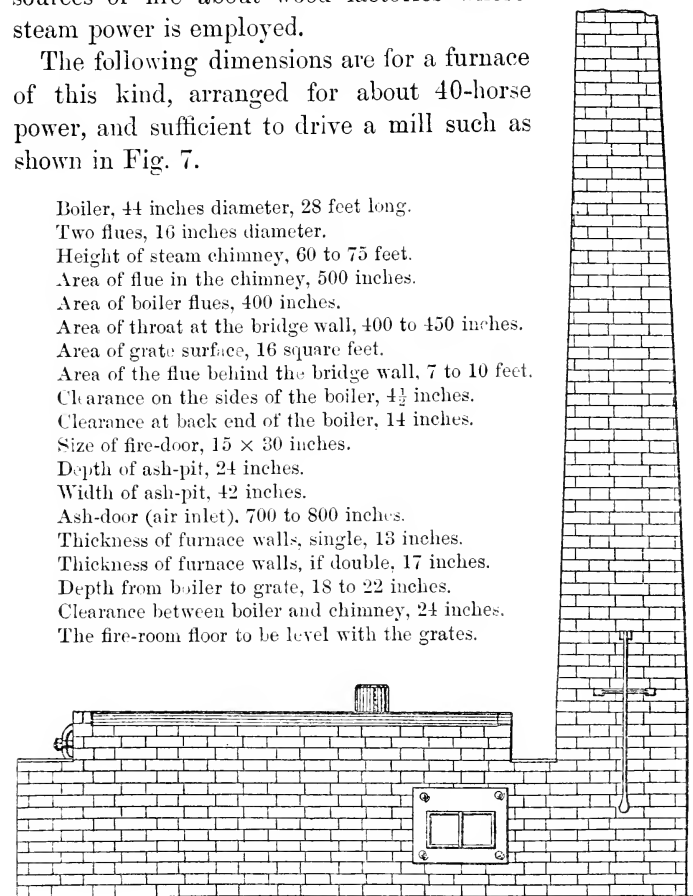 steam power is employed.
The following dimensions are for a furnace
of this kind, arranged for about 40-horse
power, and sufficient to drive a mill such as
shown in Fig. 7.
Boiler, 44 inches diameter, 28 feet long.
Two flues, 16 inches diameter.
Height of steam chimney, 60 to 75 feet.
Area of flue in the chimney, 500 inches.
Area of boiler flues, 400 inches.
Area of throat at the bridge wall, 400 to 450 inches.
Area of grate surface, 16 square feet.
Area of the flue behind the bridge wall, 7 to 10 feet.
Clearance on the sides of the boiler, 4½ inches.
Clearance at back end of the boiler, 14 inches.
Size of fire-door, 15 × 30 inches.
Depth of ash-pit, 24 inches.
Width of ash-pit, 42 inches.
Ash-door (air inlet), 700 to 800 inches.
Thickness of furnace walls, single, 13 inches.
Thickness of furnace walls, if double, 17 inches.
Depth from boiler to grate, 18 to 22 inches.
Clearance between boiler and chimney, 24 inches.
The fire-room floor to be level with the grates.